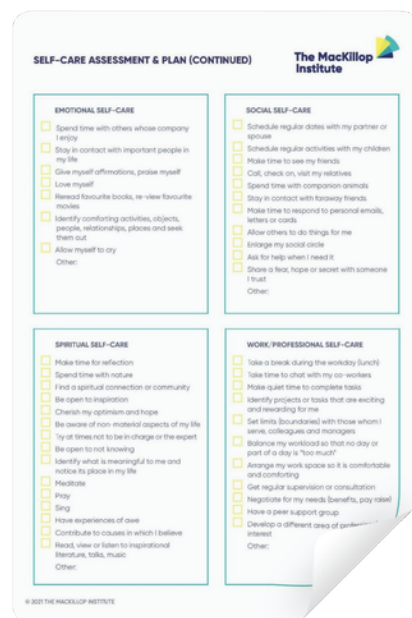 SELF-CARE ASSESSMENT & PLAN (CONTINUED)
The MacKillop
Institute
EMOTIONAL SELF-CARE
Spend time with others whose company
I enjoy
Stay in contact with important people in
my life
Give myself affirmations, praise myself
Love myself
Reread favourite books, re-view favourite
movies
Identify comforting activities, objects,
people, relationships, places and seek
them out
Allow myself to cry
Other:
SOCIAL SELF-CARE
Schedule regular dates with my partner or
spouse
Schedule regular activities with my children
Make time to see my friends
Call, check on, visit my relatives
Spend time with companion animals
Stay in contact with faraway friends
Make time to respond to personal emails,
letters or cards
Allow others to do things for me
Enlarge my social circle
Ask for help when I need it
Share a fear, hope or secret with someone
I trust
Other:
SPIRITUAL SELF-CARE
Make time for reflection
Spend time with nature
Find a spiritual connection or community
Be open to inspiration
Cherish my optimism and hope
Be aware of non-material aspects of my life
Try at times not to be in charge or the expert
Be open to not knowing
Identify what is meaningful to me and
notice its place in my life
Meditate
Pray
Sing
Have experiences of awe
Contribute to causes in which I believe
Read, view or listen to inspirational
literature, talks, music
Other:
WORK/PROFESSIONAL SELF-CARE
Take a break during the workday (lunch)
Take time to chat with my co-workers
Make quiet time to complete tasks
Identify projects or tasks that are exciting
and rewarding for me
Set limits (boundaries) with those whom I
serve, colleagues and managers
Balance my workload so that no day or
part of a day is “too much”
Arrange my work space so it is comfortable
and comforting
Get regular supervision or consultation
Negotiate for my needs (benefits, pay raise)
Have a peer support group
Develop a different area of
interest
Other:
© 2021 THE MACKILLOP INSTITUTE